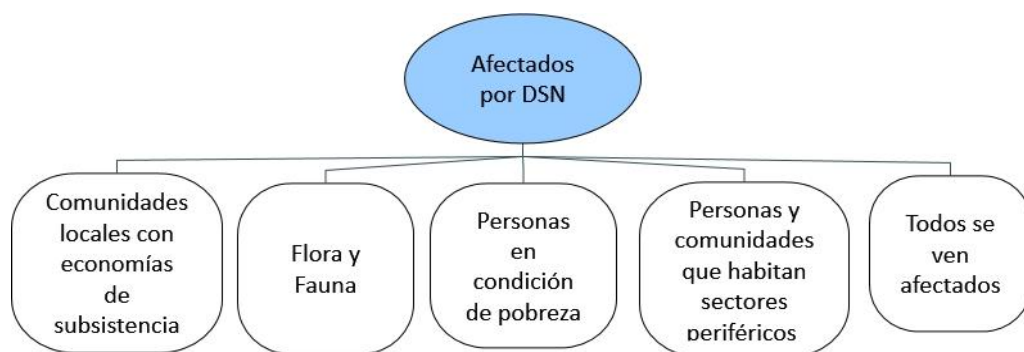 Afectados
por DSN
Comunidades
locales con
economías
de
subsistencia
Flora y
Fauna
Personas
en
condición
de pobreza
Personas y
comunidades
que habitan
sectores
periféricos
Todos se
ven
afectados